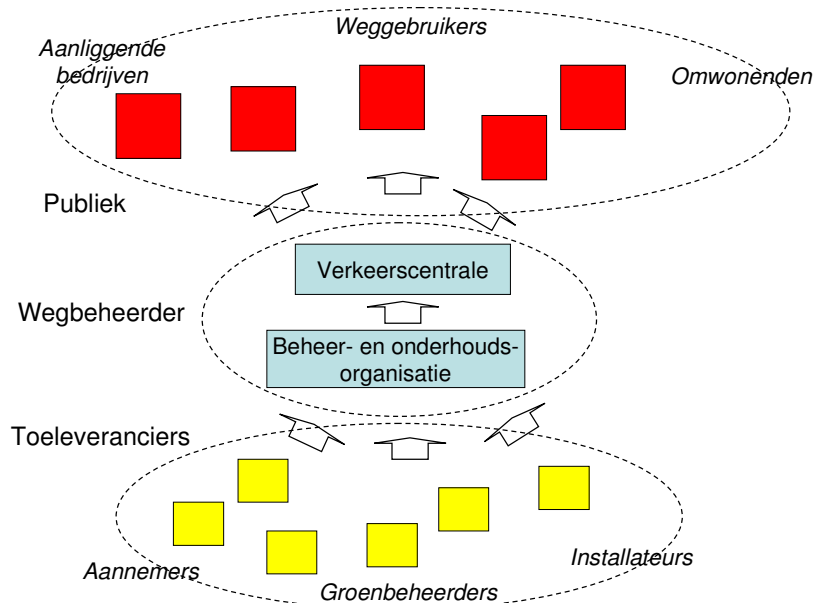 Weggebruikers
Aanliggende
bedrijven
Omwonenden
Publiek
Verkeerscentrale
Wegbeheerder
Beheer- en onderhouds-
organisatie
Toeleveranciers
Aannemers
Installateurs
Groenbeheerders